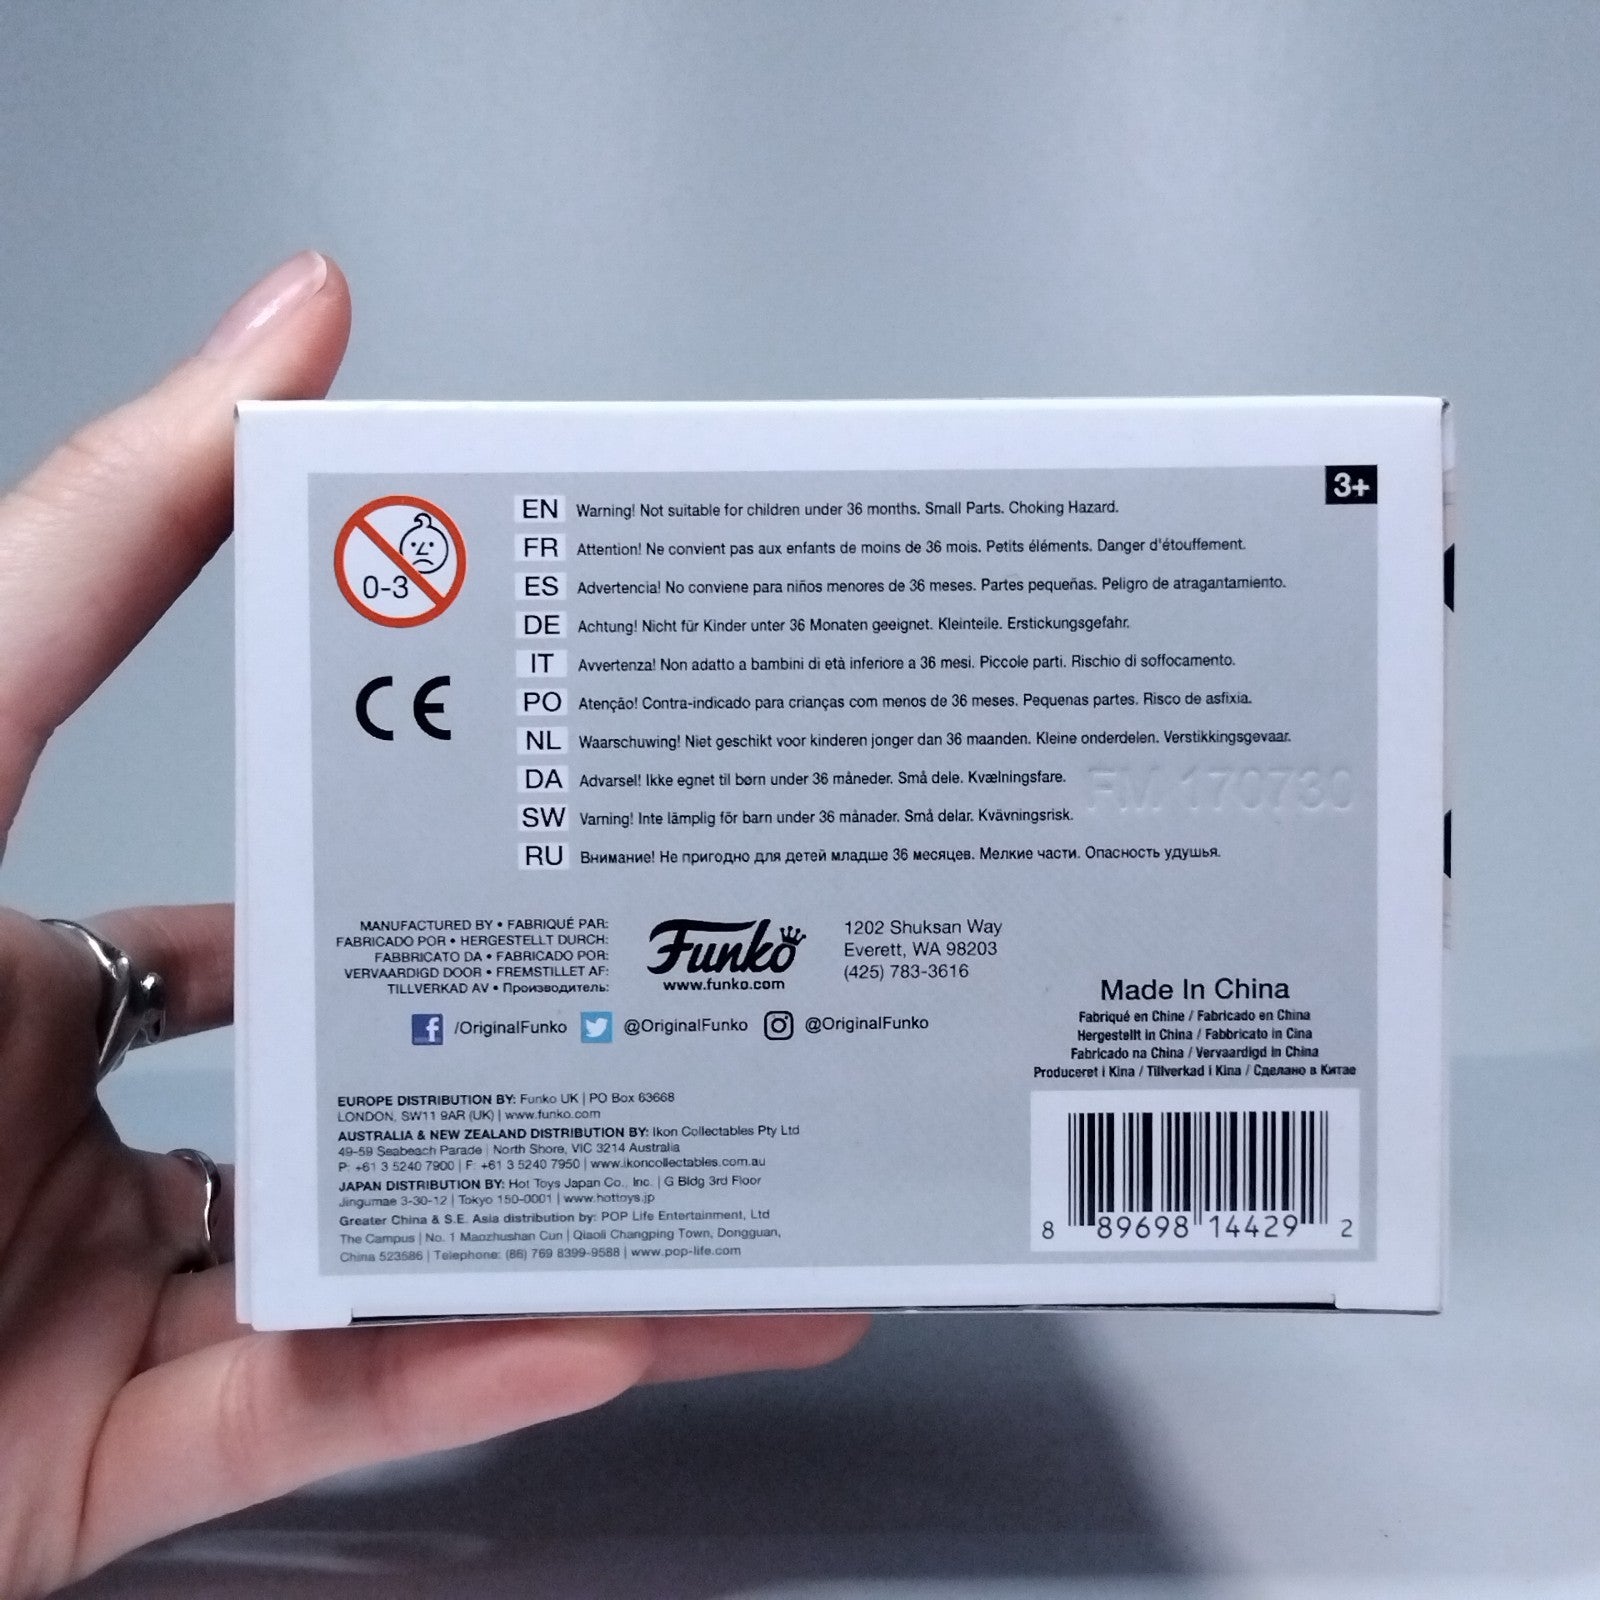 3+
0-3
CE
EN Warning! Not suitable for children under 36 months. Small Parts. Choking Hazard.
FR Attention! Ne convient pas aux enfants de moins de 36 mois. Petits éléments. Danger d'étouffement.
ES Advertencia! No conviene para niños menores de 36 meses. Partes pequeñas. Peligro de atragantamiento.
DE Achtung! Nicht für Kinder unter 36 Monaten geeignet. Kleinteile. Erstickungsgefahr.
IT Avvertenza! Non adatto a bambini di età inferiore a 36 mesi. Piccole parti. Rischio di soffocamento.
PO Atenção! Contra-indicado para crianças com menos de 36 meses. Pequenas partes. Risco de asfixia.
NL Waarschuwing! Niet geschikt voor kinderen jonger dan 36 maanden. Kleine onderdelen. Verstikkingsgevaar.
DA Advarsel! Ikke egnet til børn under 36 måneder. Små dele. Kvælningsfare.
FM 170730
SW Varning! Inte lämplig för barn under 36 månader. Små delar. Kvävningsrisk.
RU Внимание! Не пригодно для детей младше 36 месяцев. Мелкие части. Опасность удушья.
MANUFACTURED BY • FABRIQUÉ PAR:
FABRICADO POR • HERGESTELLT DURCH:
FABBRICATO DA • FABRICADO POR:
VERVAARDIGD DOOR • FREMSTILLET AF:
TILLVERKAD AV • Производитель:
Funko
www.funko.com
1202 Shuksan Way
Everett, WA 98203
(425) 783-3616
f /OriginalFunko @OriginalFunko @OriginalFunko
Made In China
Fabriqué en Chine / Fabricado en China
Hergestellt in China / Fabbricato in Cina
Fabricado na China / Vervaardigd in China
Produceret i Kina / Tillverkad i Kina / Сделано в Китае
EUROPE DISTRIBUTION BY: Funko UK | PO Box 63668
LONDON, SW11 9AR (UK) | www.funko.com
AUSTRALIA & NEW ZEALAND DISTRIBUTION BY: Ikon Collectables Pty Ltd
49-59 Seabeach Parade | North Shore, VIC 3214 Australia
P: +61 3 5240 7900 | F: +61 3 5240 7950 | www.ikoncollectables.com.au
JAPAN DISTRIBUTION BY: Hot Toys Japan Co., Inc. | G Bldg 3rd Floor
Jingumae 3-30-12 | Tokyo 150-0001 | www.hottoys.jp
Greater China & S.E. Asia distribution by: POP Life Entertainment, Ltd
The Campus | No. 1 Maozhushan Cun | Qiaoli Changping Town, Dongguan,
China 523586 | Telephone: (86) 769 8399-9588 | www.pop-life.com
8 89698 14429 2